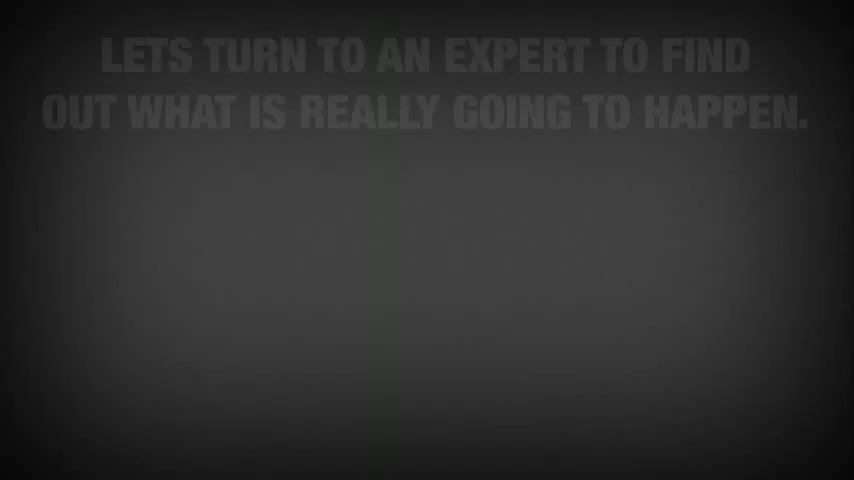 LETS TURN TO AN EXPERT TO FIND
OUT WHAT IS REALLY GOING TO HAPPEN.